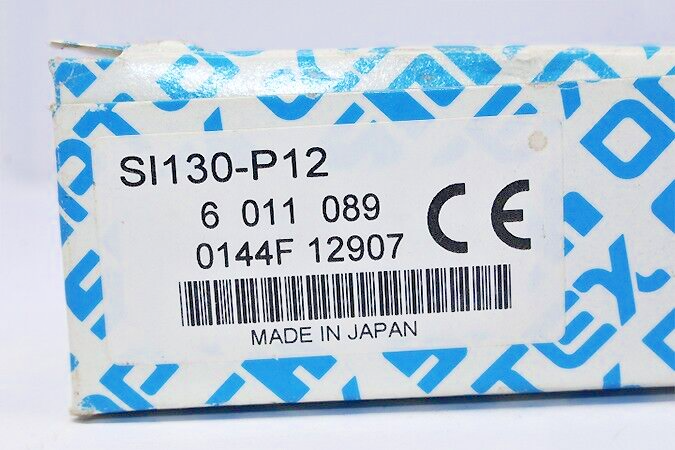 SI130-P12
6 011 089
0144F 12907
CE
MADE IN JAPAN